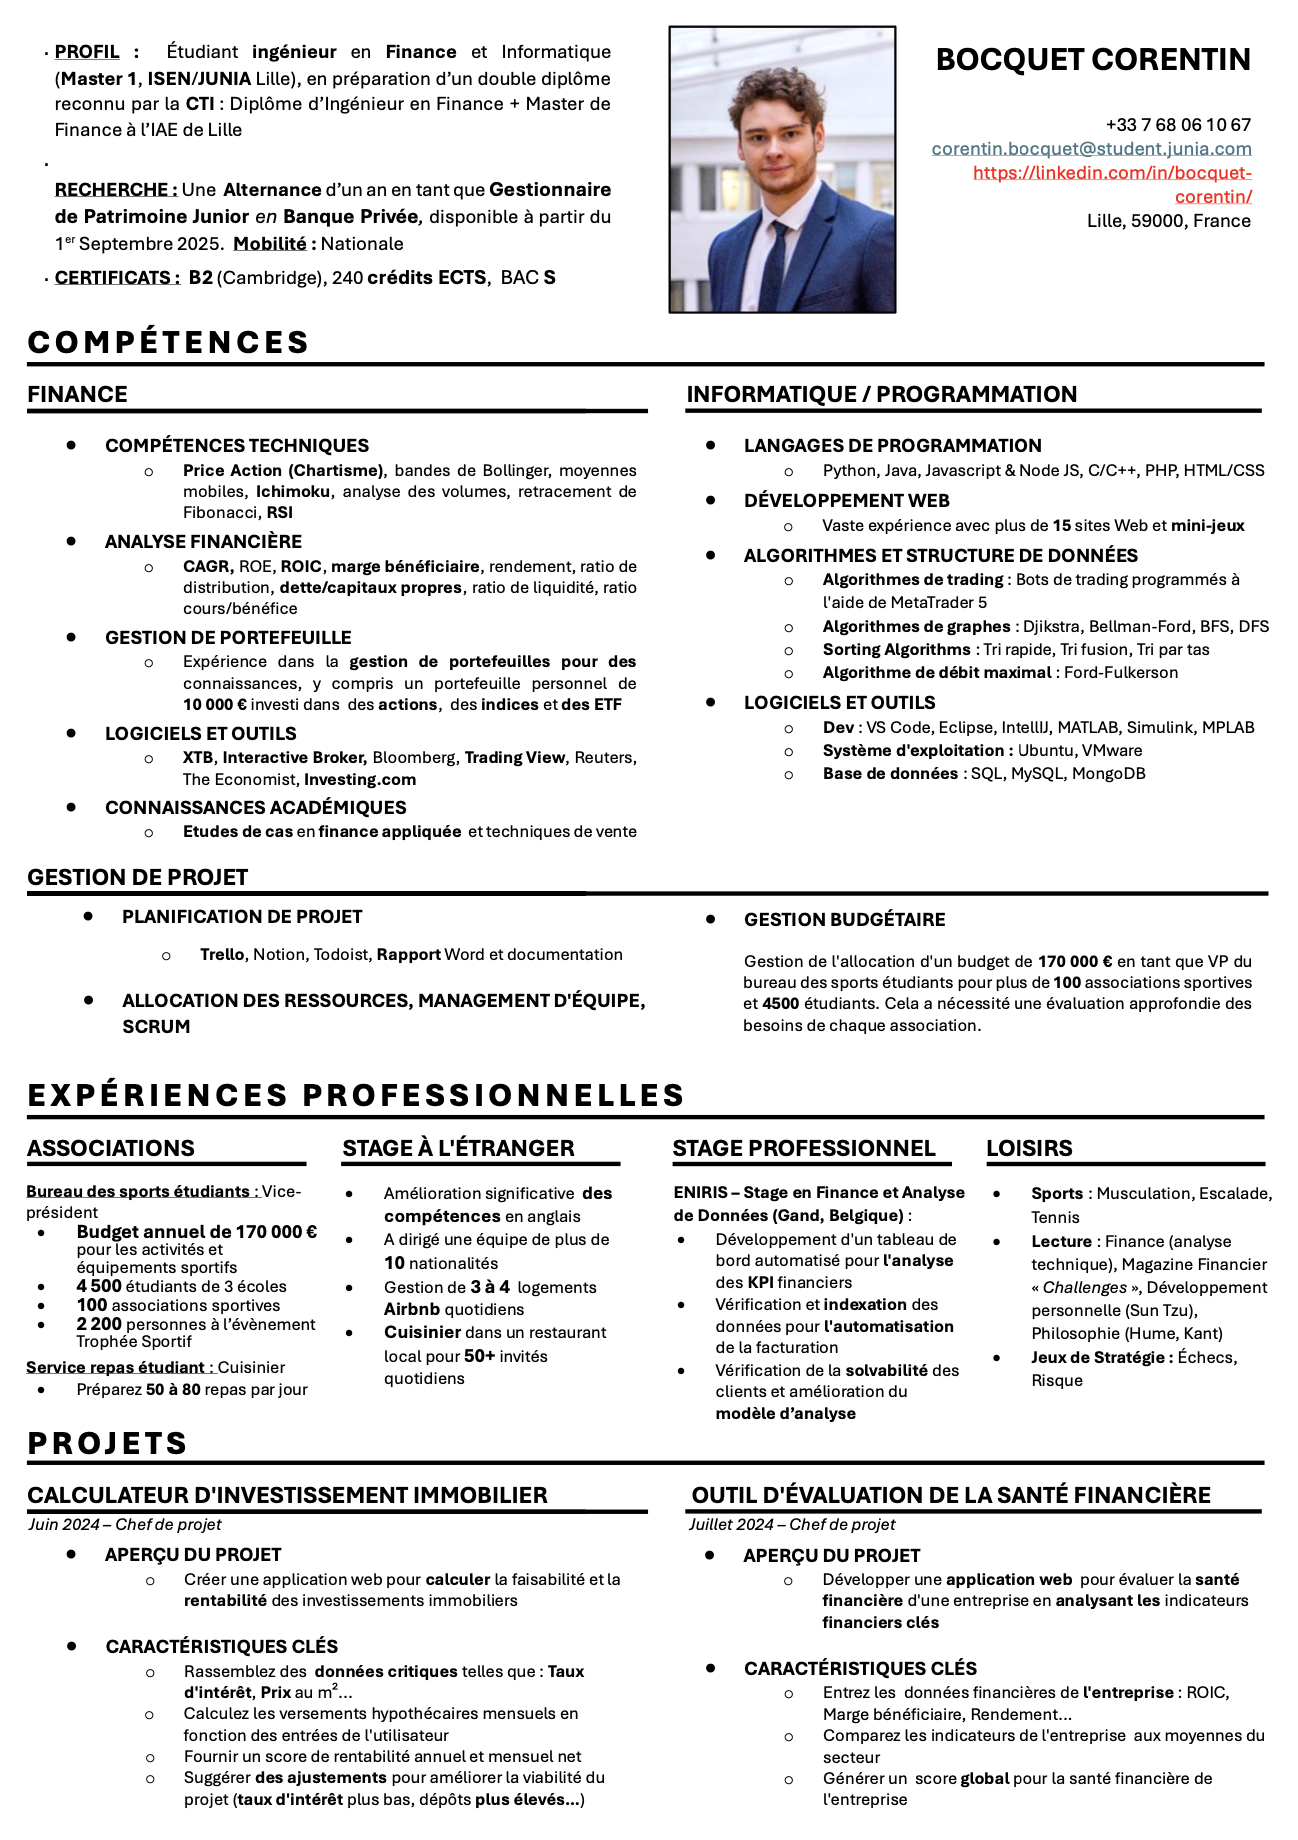 PROFIL : Étudiant ingénieur en Finance et Informatique
(Master 1, ISEN/JUNIA Lille), en préparation d’un double diplôme
reconnu par la CTI : Diplôme d’Ingénieur en Finance + Master de
Finance à l’IAE de Lille
RECHERCHE : Une Alternance d’un an en tant que Gestionnaire
de Patrimoine Junior en Banque Privée, disponible à partir du
1er Septembre 2025. Mobilité : Nationale
CERTIFICATS : B2 (Cambridge), 240 crédits ECTS, BAC S
BOCQUET CORENTIN
+33 7 68 06 10 67
corentin.bocquet@student.junia.com
https://linkedin.com/in/bocquet-
corentin/
Lille, 59000, France
COMPÉTENCES
FINANCE
• COMPÉTENCES TECHNIQUES
o Price Action (Chartisme), bandes de Bollinger, moyennes
mobiles, Ichimoku, analyse des volumes, retracement de
Fibonacci, RSI
• ANALYSE FINANCIÈRE
o CAGR, ROE, ROIC, marge bénéficiaire, rendement, ratio de
distribution, dette/capitaux propres, ratio de liquidité, ratio
cours/bénéfice
• GESTION DE PORTEFEUILLE
o Expérience dans la gestion de portefeuilles pour des
connaissances, y compris un portefeuille personnel de
10 000 € investi dans des actions, des indices et des ETF
• LOGICIELS ET OUTILS
o XTB, Interactive Broker, Bloomberg, Trading View, Reuters,
The Economist, Investing.com
• CONNAISSANCES ACADÉMIQUES
o Etudes de cas en finance appliquée et techniques de vente
INFORMATIQUE / PROGRAMMATION
• LANGAGES DE PROGRAMMATION
o Python, Java, Javascript & Node JS, C/C++, PHP, HTML/CSS
• DÉVELOPPEMENT WEB
o Vaste expérience avec plus de 15 sites Web et mini-jeux
• ALGORITHMES ET STRUCTURE DE DONNÉES
o Algorithmes de trading : Bots de trading programmés à
l'aide de MetaTrader 5
o Algorithmes de graphes : Djikstra, Bellman-Ford, BFS, DFS
o Sorting Algorithms : Tri rapide, Tri fusion, Tri par tas
o Algorithme de débit maximal : Ford-Fulkerson
• LOGICIELS ET OUTILS
o Dev : VS Code, Eclipse, IntellIJ, MATLAB, Simulink, MPLAB
o Système d'exploitation : Ubuntu, VMware
o Base de données : SQL, MySQL, MongoDB
GESTION DE PROJET
• PLANIFICATION DE PROJET
o Trello, Notion, Todoist, Rapport Word et documentation
• ALLOCATION DES RESSOURCES, MANAGEMENT D'ÉQUIPE,
SCRUM
• GESTION BUDGÉTAIRE
Gestion de l'allocation d'un budget de 170 000 € en tant que VP du
bureau des sports étudiants pour plus de 100 associations sportives
et 4500 étudiants. Cela a nécessité une évaluation approfondie des
besoins de chaque association.
EXPÉRIENCES PROFESSIONNELLES
ASSOCIATIONS
Bureau des sports étudiants : Vice-
président
• Budget annuel de 170 000 €
pour les activités et
équipements sportifs
• 4 500 étudiants de 3 écoles
• 100 associations sportives
• 2 200 personnes à l’évènement
Trophée Sportif
Service repas étudiant : Cuisinier
• Préparez 50 à 80 repas par jour
STAGE À L'ÉTRANGER
• Amélioration significative des
compétences en anglais
• A dirigé une équipe de plus de
10 nationalités
• Gestion de 3 à 4 logements
Airbnb quotidiens
• Cuisinier dans un restaurant
local pour 50+ invités
quotidiens
STAGE PROFESSIONNEL
ENIRIS – Stage en Finance et Analyse
de Données (Gand, Belgique) :
• Développement d'un tableau de
bord automatisé pour l'analyse
des KPI financiers
• Vérification et indexation des
données pour l'automatisation
de la facturation
• Vérification de la solvabilité des
clients et amélioration du
modèle d’analyse
LOISIRS
• Sports : Musculation, Escalade,
Tennis
• Lecture : Finance (analyse
technique), Magazine Financier
« Challenges », Développement
personnelle (Sun Tzu),
Philosophie (Hume, Kant)
• Jeux de Stratégie : Échecs,
Risque
PROJETS
CALCULATEUR D'INVESTISSEMENT IMMOBILIER
Juin 2024 – Chef de projet
• APERÇU DU PROJET
o Créer une application web pour calculer la faisabilité et la
rentabilité des investissements immobiliers
• CARACTÉRISTIQUES CLÉS
o Rassemblez des données critiques telles que : Taux
d'intérêt, Prix au m²...
o Calculez les versements hypothécaires mensuels en
fonction des entrées de l'utilisateur
o Fournir un score de rentabilité annuel et mensuel net
o Suggérer des ajustements pour améliorer la viabilité du
projet (taux d'intérêt plus bas, dépôts plus élevés...)
OUTIL D'ÉVALUATION DE LA SANTÉ FINANCIÈRE
Juillet 2024 – Chef de projet
• APERÇU DU PROJET
o Développer une application web pour évaluer la santé
financière d'une entreprise en analysant les indicateurs
financiers clés
• CARACTÉRISTIQUES CLÉS
o Entrez les données financières de l'entreprise : ROIC,
Marge bénéficiaire, Rendement...
o Comparez les indicateurs de l'entreprise aux moyennes du
secteur
o Générer un score global pour la santé financière de
l'entreprise